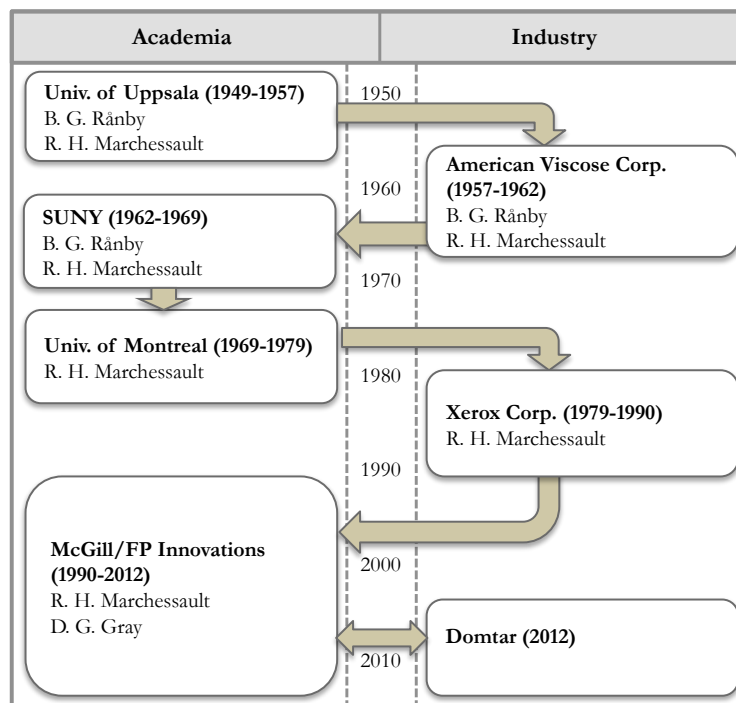 Academia
Industry
Univ. of Uppsala (1949-1957)
B. G. Rånby
R. H. Marchessault
1950
American Viscose Corp.
(1957-1962)
B. G. Rånby
R. H. Marchessault
1960
SUNY (1962-1969)
B. G. Rånby
R. H. Marchessault
1970
Univ. of Montreal (1969-1979)
R. H. Marchessault
1980
Xerox Corp. (1979-1990)
R. H. Marchessault
1990
McGill/FP Innovations
(1990-2012)
R. H. Marchessault
D. G. Gray
2000
Domtar (2012)
2010